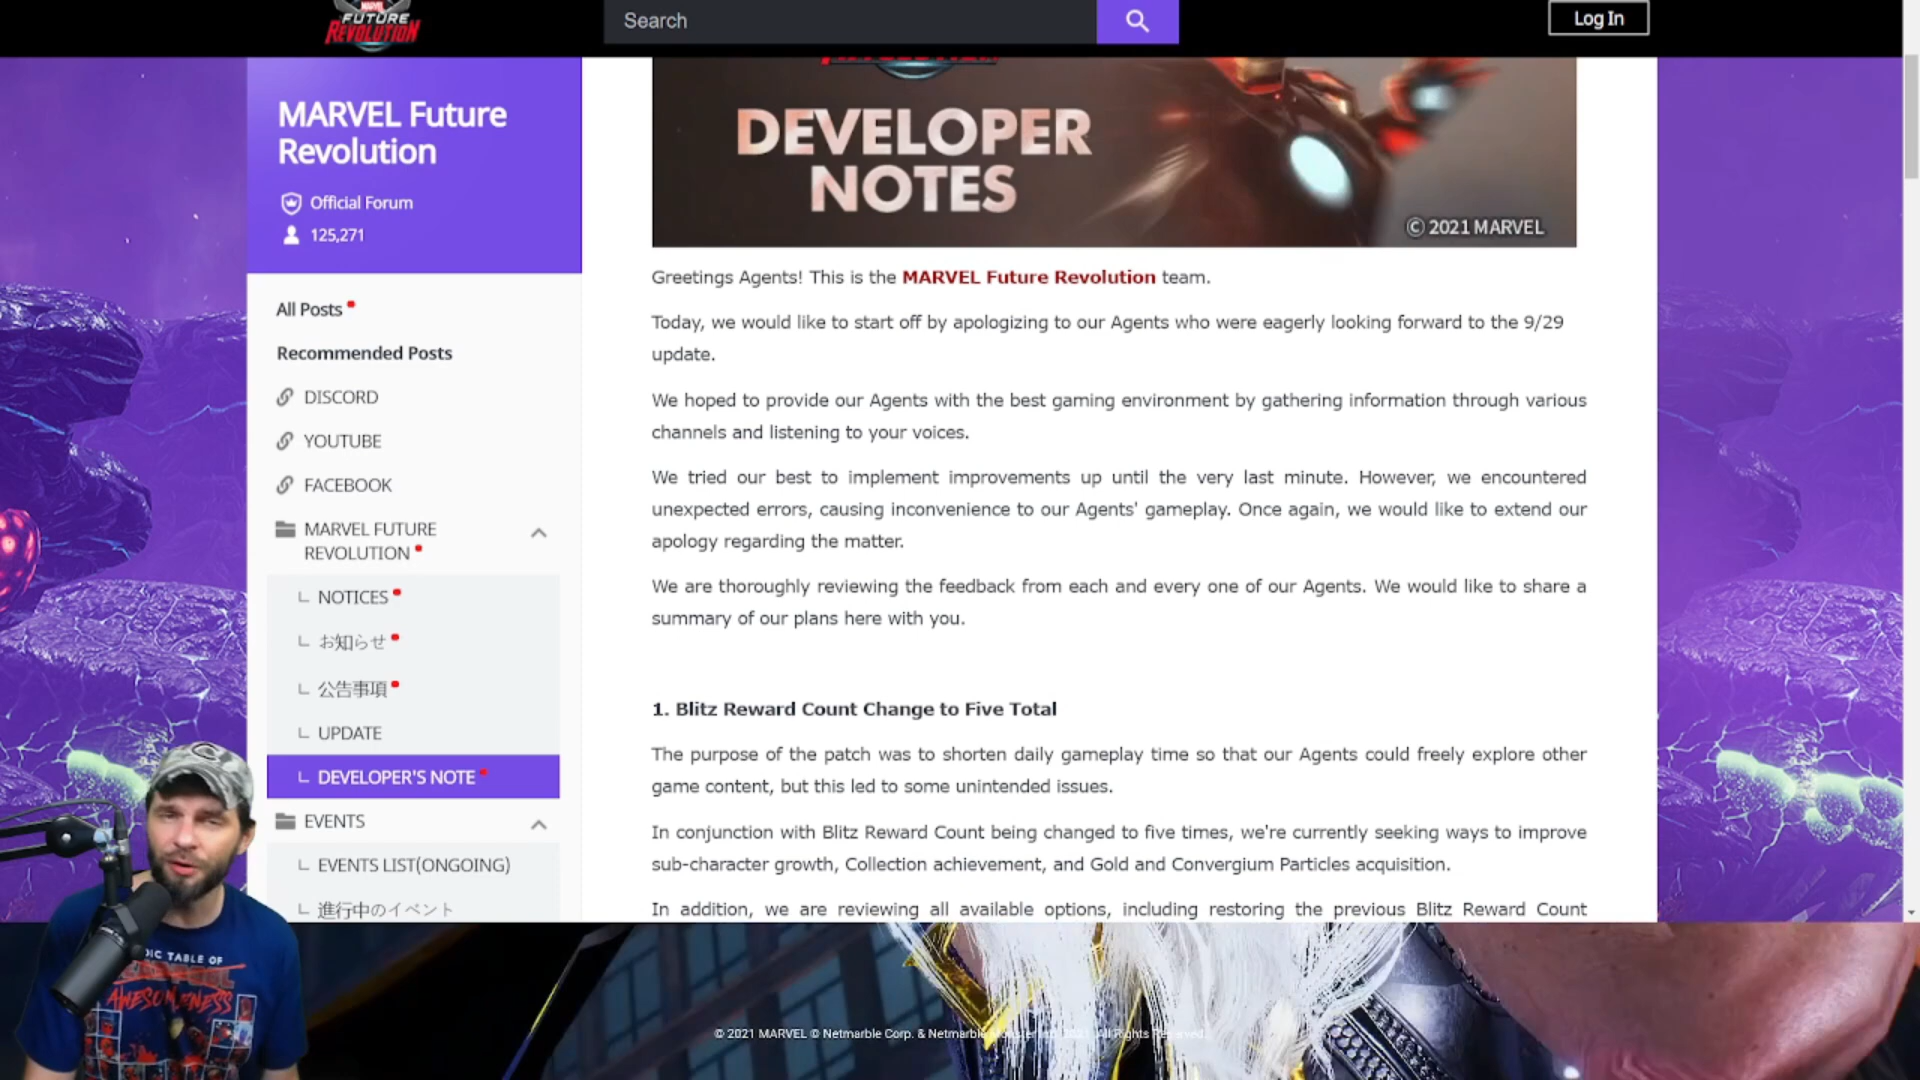 MARVEL
FUTURE
REVOLUTION
Search
Log In
MARVEL Future
Revolution
Official Forum
125,271
All Posts
Recommended Posts
DISCORD
YOUTUBE
FACEBOOK
MARVEL FUTURE
REVOLUTION
NOTICES
お知らせ
公告事項
UPDATE
DEVELOPER'S NOTE
EVENTS
EVENTS LIST(ONGOING)
進行中のイベント
DEVELOPER
NOTES
© 2021 MARVEL
Greetings Agents! This is the MARVEL Future Revolution team.
Today, we would like to start off by apologizing to our Agents who were eagerly looking forward to the 9/29
update.
We hoped to provide our Agents with the best gaming environment by gathering information through various
channels and listening to your voices.
We tried our best to implement improvements up until the very last minute. However, we encountered
unexpected errors, causing inconvenience to our Agents' gameplay. Once again, we would like to extend our
apology regarding the matter.
We are thoroughly reviewing the feedback from each and every one of our Agents. We would like to share a
summary of our plans here with you.
1. Blitz Reward Count Change to Five Total
The purpose of the patch was to shorten daily gameplay time so that our Agents could freely explore other
game content, but this led to some unintended issues.
In conjunction with Blitz Reward Count being changed to five times, we're currently seeking ways to improve
sub-character growth, Collection achievement, and Gold and Convergium Particles acquisition.
In addition, we are reviewing all available options, including restoring the previous Blitz Reward Count
TABLE OF
AWESOMENESS
© 2021 MARVEL © Netmarble Corp. & Netmarble All Rights Reserved.